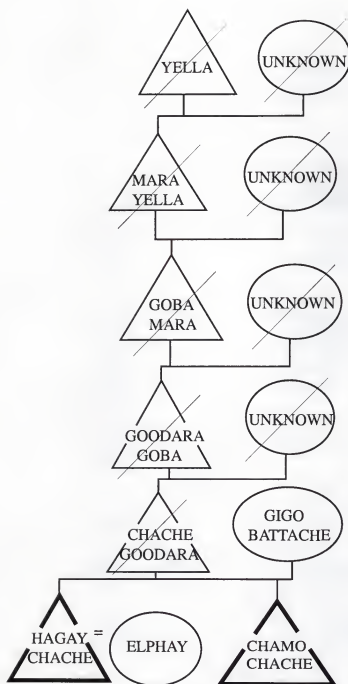 YELLA
UNKNOWN
MARA
YELLA
UNKNOWN
GOBA
MARA
UNKNOWN
GOODARA
GOBA
UNKNOWN
CHACHE
GOODARA
GIGO
BATTACHE
HAGAY =
CHACHE
ELPHAY
CHAMO
CHACHE